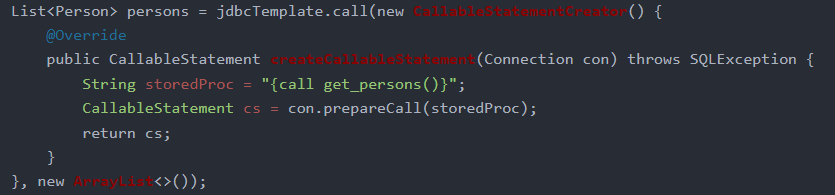 List<Person> persons = jdbcTemplate.call(new CallableStatementCreator() {
    @Override
    public CallableStatement createCallableStatement(Connection con) throws SQLException {
        String storedProc = "{call get_persons()}";
        CallableStatement cs = con.prepareCall(storedProc);
        return cs;
    }
}, new ArrayList<>());